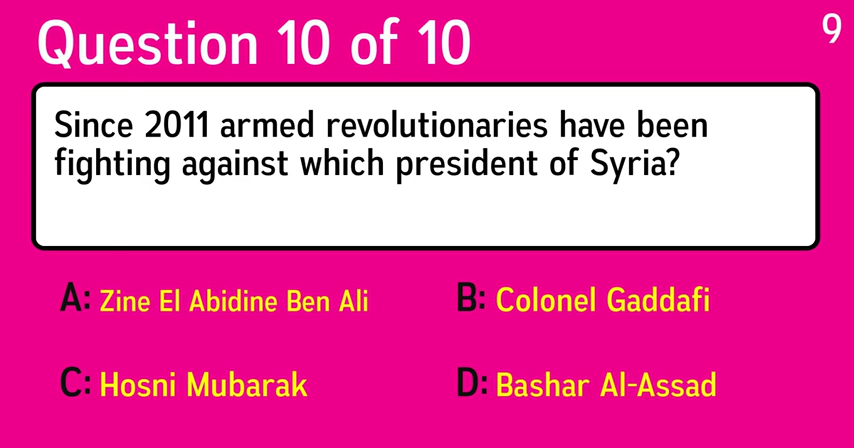 Question 10 of 10
9
Since 2011 armed revolutionaries have been
fighting against which president of Syria?
A: Zine El Abidine Ben Ali
B: Colonel Gaddafi
C: Hosni Mubarak
D: Bashar Al-Assad